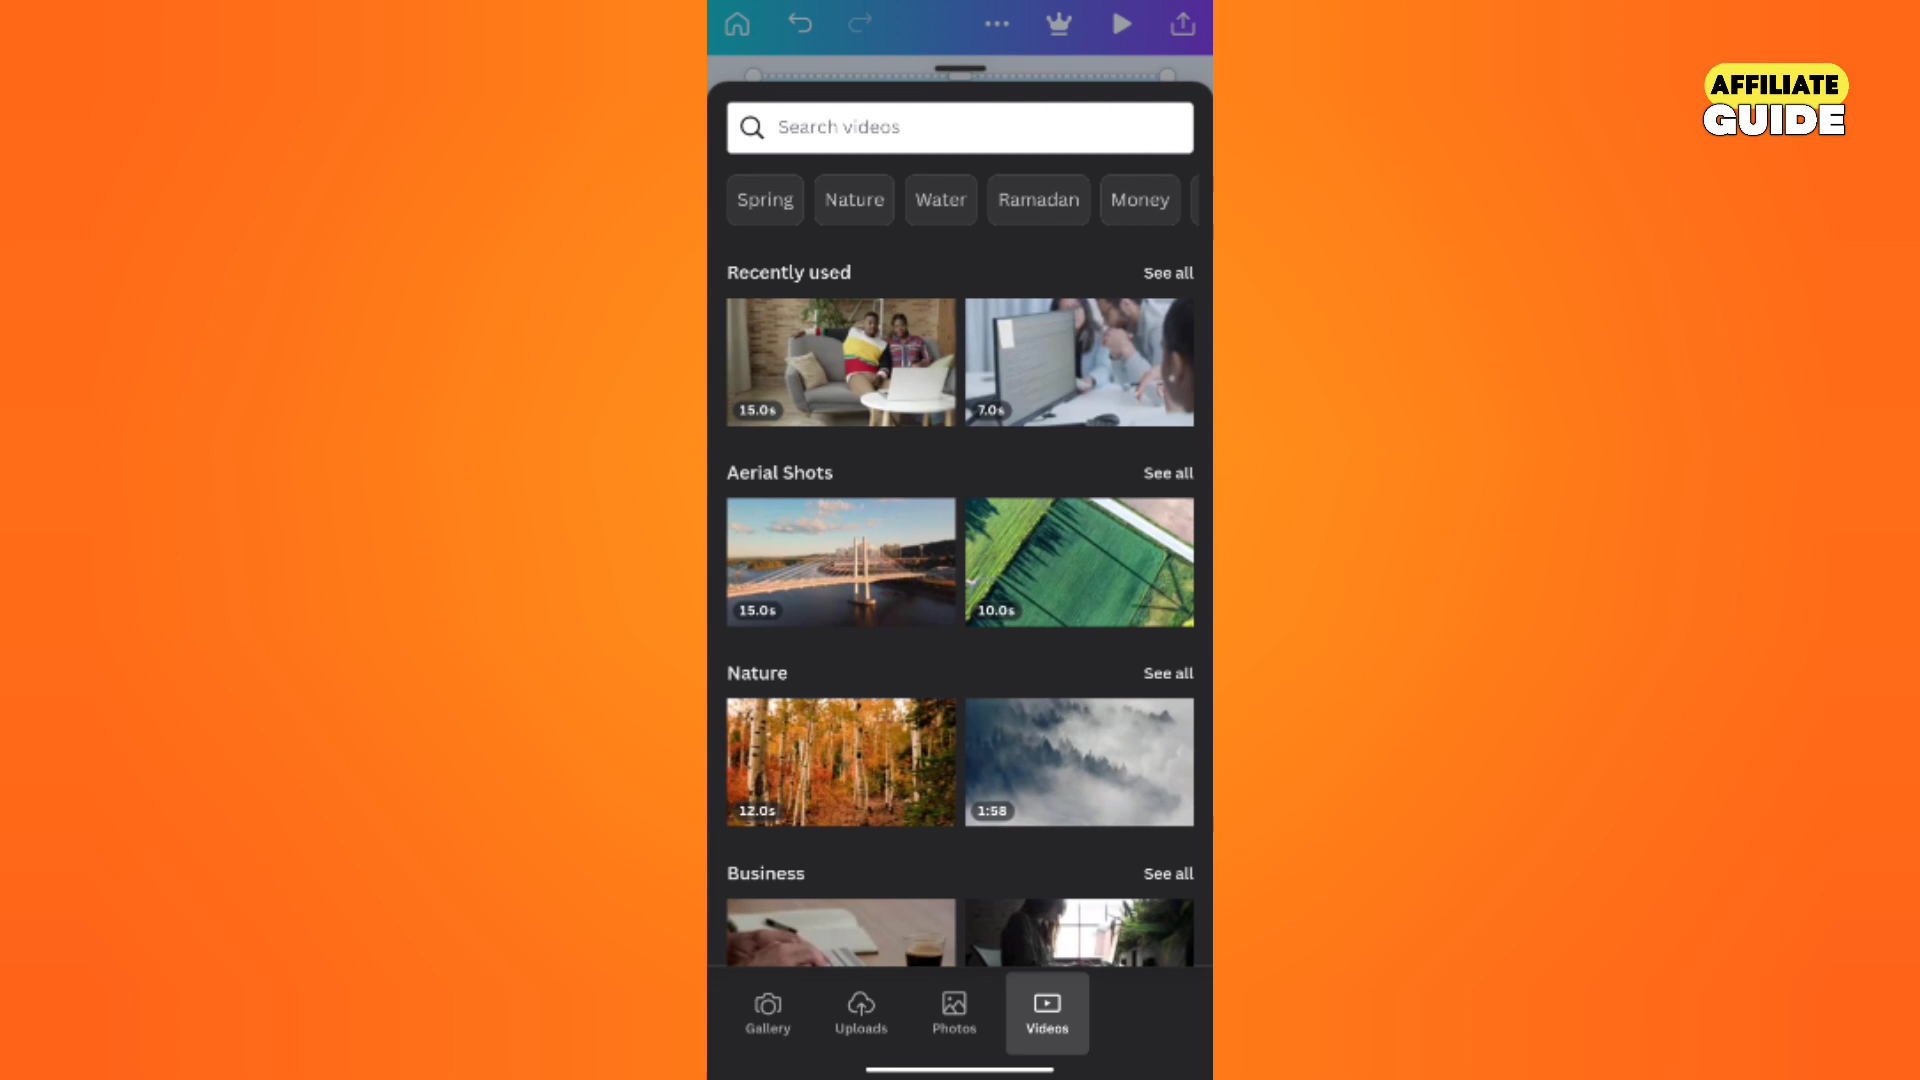 AFFILIATE
GUIDE
Search videos
Spring Nature Water Ramadan Money
Recently used See all
15.0s 7.0s
Aerial Shots See all
15.0s 10.0s
Nature See all
12.0s 1:58
Business See all
Gallery Uploads Photos Videos